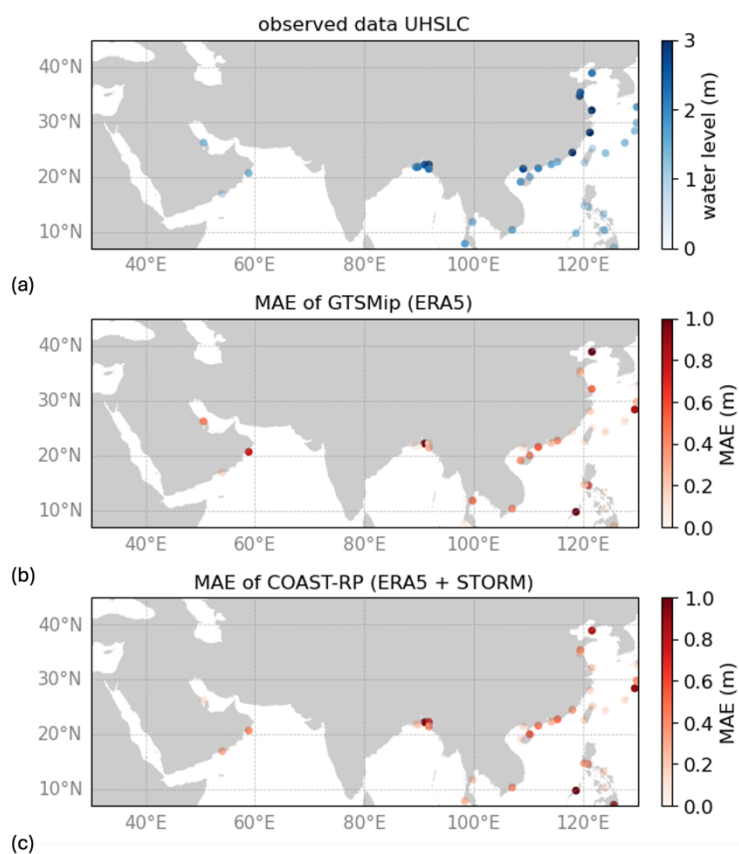 observed data UHSLC
40°N
30°N
20°N
10°N
40°E 60°E 80°E 100°E 120°E
3
2
1
0
water level (m)
(a)
MAE of GTSMip (ERA5)
40°N
30°N
20°N
10°N
40°E 60°E 80°E 100°E 120°E
1.0
0.8
0.6
0.4
0.2
0.0
MAE (m)
(b)
MAE of COAST-RP (ERA5 + STORM)
40°N
30°N
20°N
10°N
40°E 60°E 80°E 100°E 120°E
1.0
0.8
0.6
0.4
0.2
0.0
MAE (m)
(c)